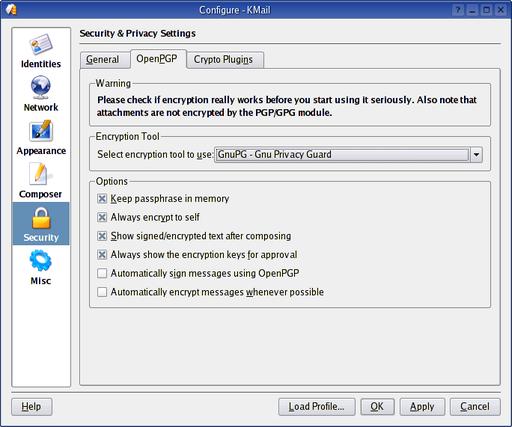 Configure - KMail
Identities
Network
Appearance
Composer
Security
Misc
Security & Privacy Settings
General
OpenPGP
Crypto Plugins
Warning
Please check if encryption really works before you start using it seriously. Also note that
attachments are not encrypted by the PGP/GPG module.
Encryption Tool
Select encryption tool to use: GnuPG - Gnu Privacy Guard
Options
Keep passphrase in memory
Always encrypt to self
Show signed/encrypted text after composing
Always show the encryption keys for approval
Automatically sign messages using OpenPGP
Automatically encrypt messages whenever possible
Help
Load Profile...
OK
Apply
Cancel